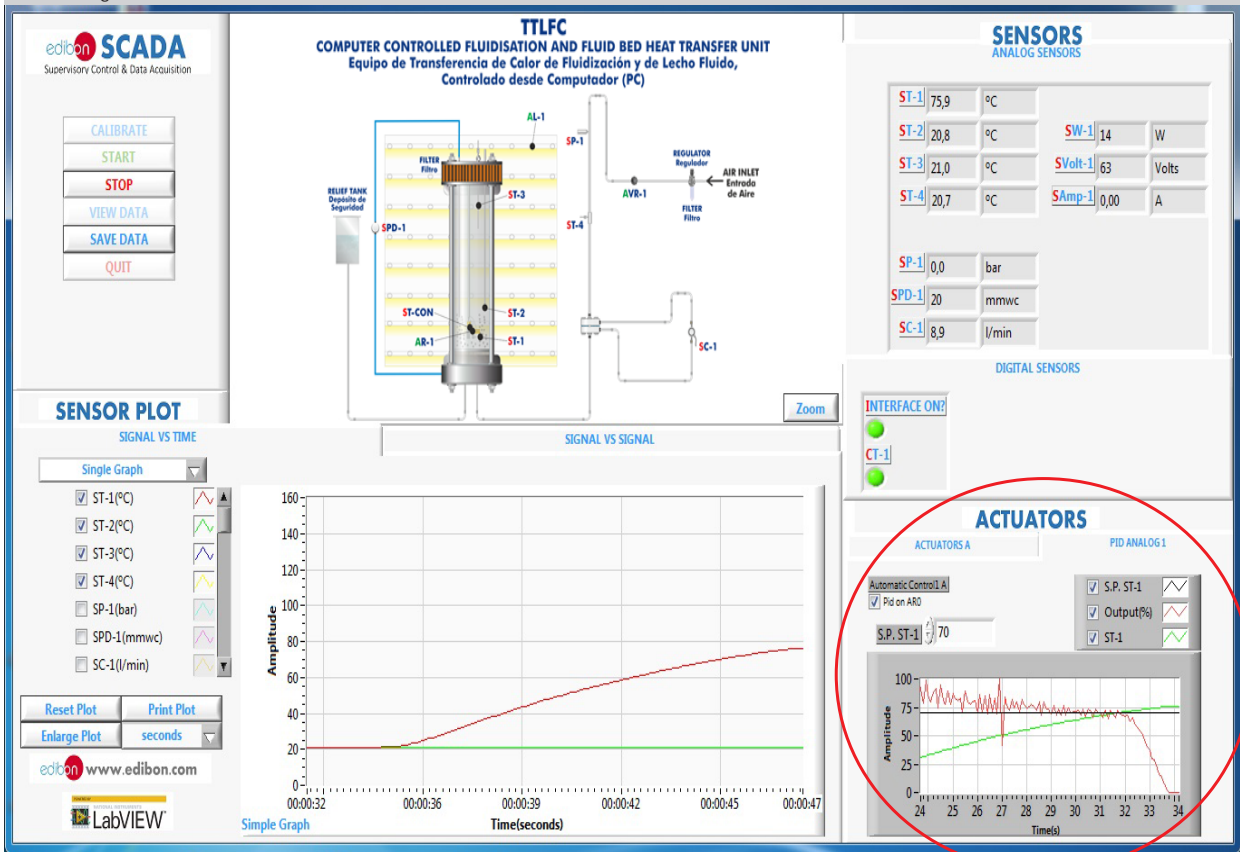 edibon SCADA
Supervisory Control & Data Acquisition
CALIBRATE
START
STOP
VIEW DATA
SAVE DATA
QUIT
TTLFC
COMPUTER CONTROLLED FLUIDISATION AND FLUID BED HEAT TRANSFER UNIT
Equipo de Transferencia de Calor de Fluidización y de Lecho Fluido,
Controlado desde Computador (PC)
AL-1
SP-1
FILTER
Filtro
REGULATOR
Regulador
AIR INLET
Entrada
de Aire
AVR-1
FILTER
Filtro
RELIEF TANK
Depósito de
Seguridad
ST-3
SPD-1
ST-4
ST-CON
ST-2
AR-1
ST-1
SC-1
Zoom
SENSORS
ANALOG SENSORS
ST-1 75,9 ºC
ST-2 20,8 ºC SW-1 14 W
ST-3 21,0 ºC SVolt-1 63 Volts
ST-4 20,7 ºC SAmp-1 0,00 A
SP-1 0,0 bar
SPD-1 20 mmwc
SC-1 8,9 l/min
DIGITAL SENSORS
INTERFACE ON?
CT-1
SENSOR PLOT
SIGNAL VS TIME
SIGNAL VS SIGNAL
Single Graph
ST-1(ºC)
ST-2(ºC)
ST-3(ºC)
ST-4(ºC)
SP-1(bar)
SPD-1(mmwc)
SC-1(l/min)
Reset Plot Print Plot
Enlarge Plot seconds
edibon www.edibon.com
NATIONAL INSTRUMENTS
LabVIEW
160
140
120
100
80
60
40
20
0
Amplitude
00:00:32 00:00:36 00:00:39 00:00:42 00:00:45 00:00:47
Simple Graph
Time(seconds)
ACTUATORS
ACTUATORS A
PID ANALOG 1
Automatic Control1 A
Pid on AR0
S.P. ST-1 70
S.P. ST-1
Output(%)
ST-1
100
75
50
25
0
Amplitude
24 25 26 27 28 29 30 31 32 33 34
Time(s)